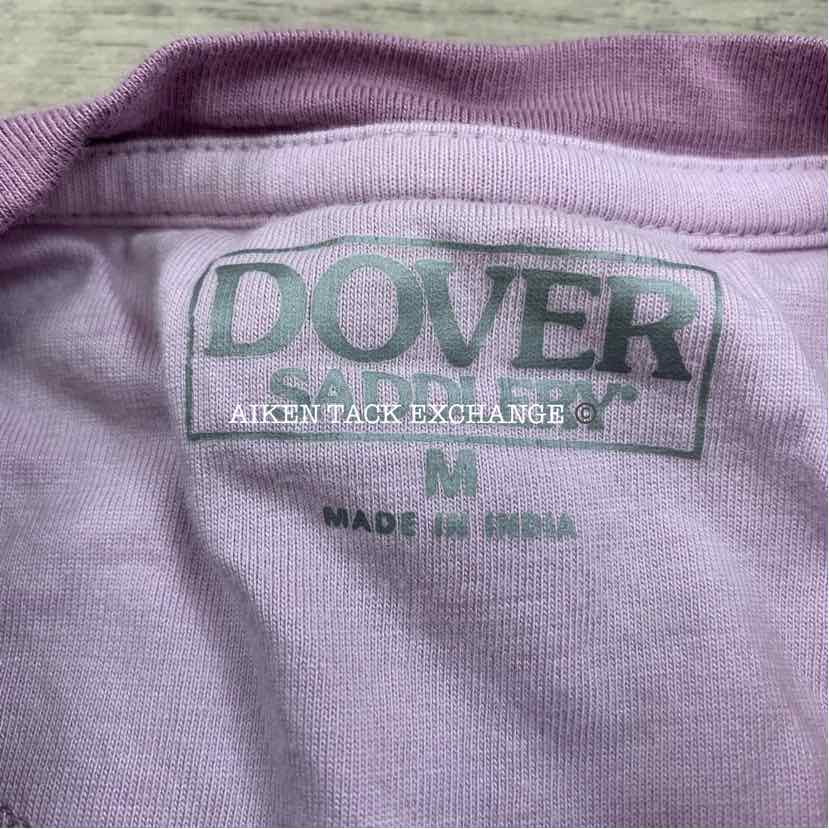 DOVER
SADDLERY®
AIKEN TACK EXCHANGE ©
M
MADE IN INDIA